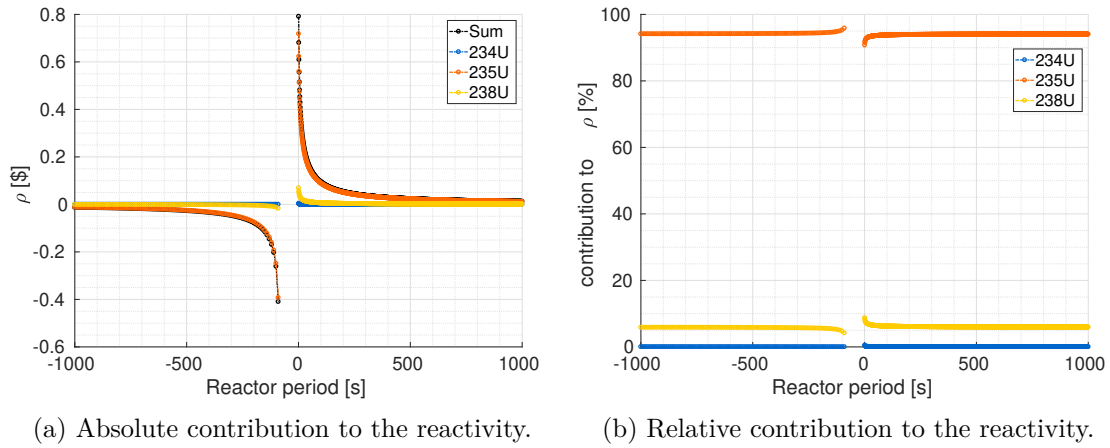 0.8
0.6
0.4
0.2
0
-0.2
-0.4
-0.6
ρ [$]
-1000 -500 0 500 1000
Reactor period [s]
Sum
234U
235U
238U
(a) Absolute contribution to the reactivity.
100
80
60
40
20
0
contribution to ρ [%]
-1000 -500 0 500 1000
Reactor period [s]
234U
235U
238U
(b) Relative contribution to the reactivity.